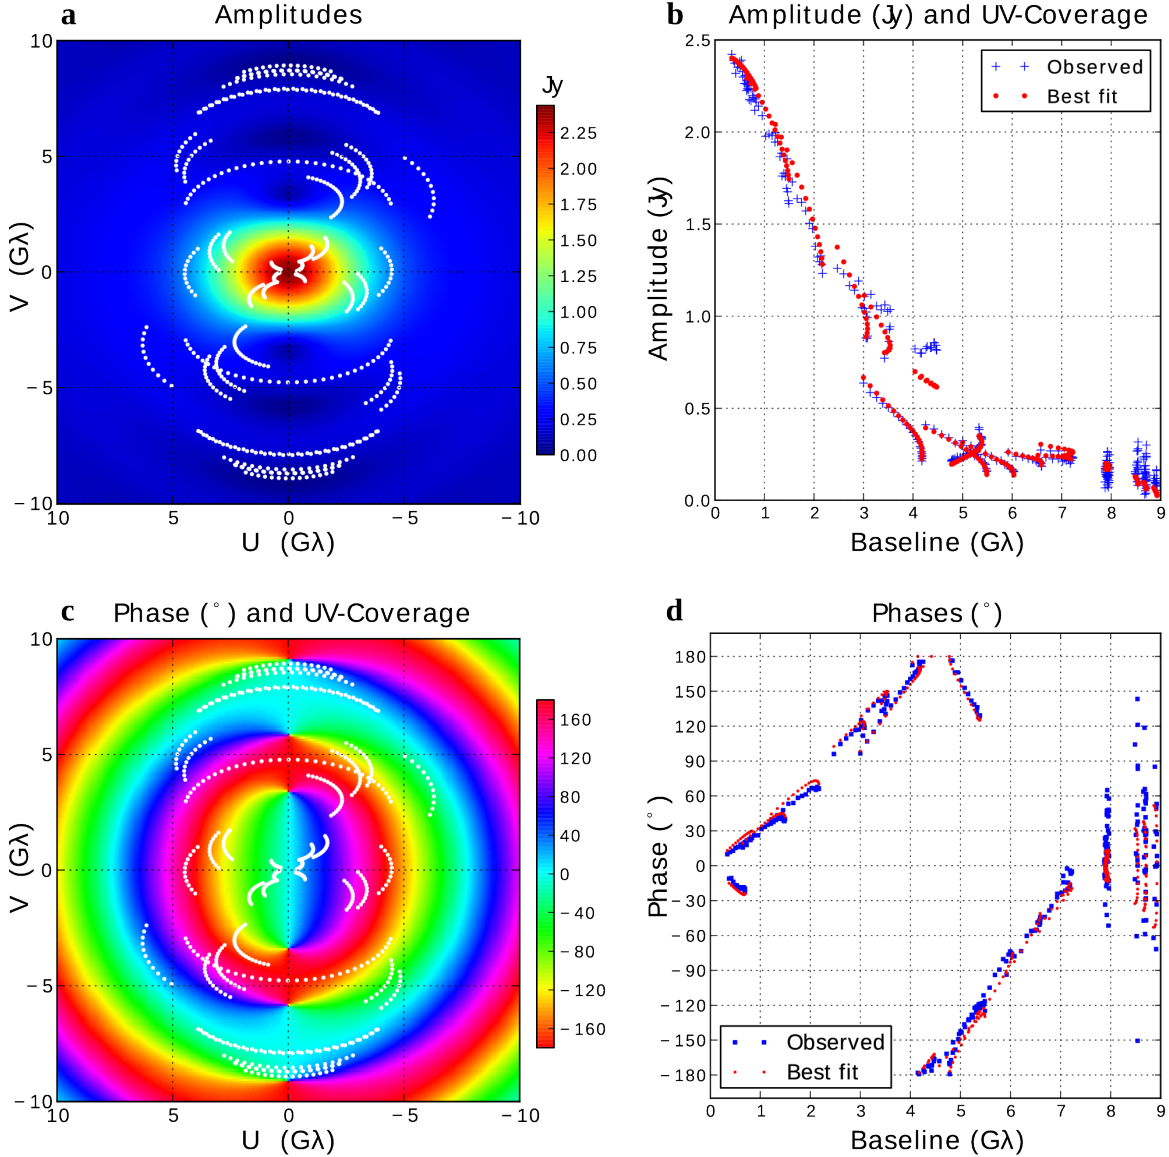 a Amplitudes
10
5
0
−5
−10
10 5 0 −5 −10
V (Gλ)
U (Gλ)
Jy
2.25
2.00
1.75
1.50
1.25
1.00
0.75
0.50
0.25
0.00
b Amplitude (Jy) and UV-Coverage
2.5
2.0
1.5
1.0
0.5
0.0
0 1 2 3 4 5 6 7 8 9
Amplitude (Jy)
Baseline (Gλ)
Observed
Best fit
c Phase (°) and UV-Coverage
10
5
0
−5
−10
10 5 0 −5 −10
V (Gλ)
U (Gλ)
160
120
80
40
0
−40
−80
−120
−160
d Phases (°)
180
150
120
90
60
30
0
−30
−60
−90
−120
−150
−180
0 1 2 3 4 5 6 7 8 9
Phase (°)
Baseline (Gλ)
Observed
Best fit